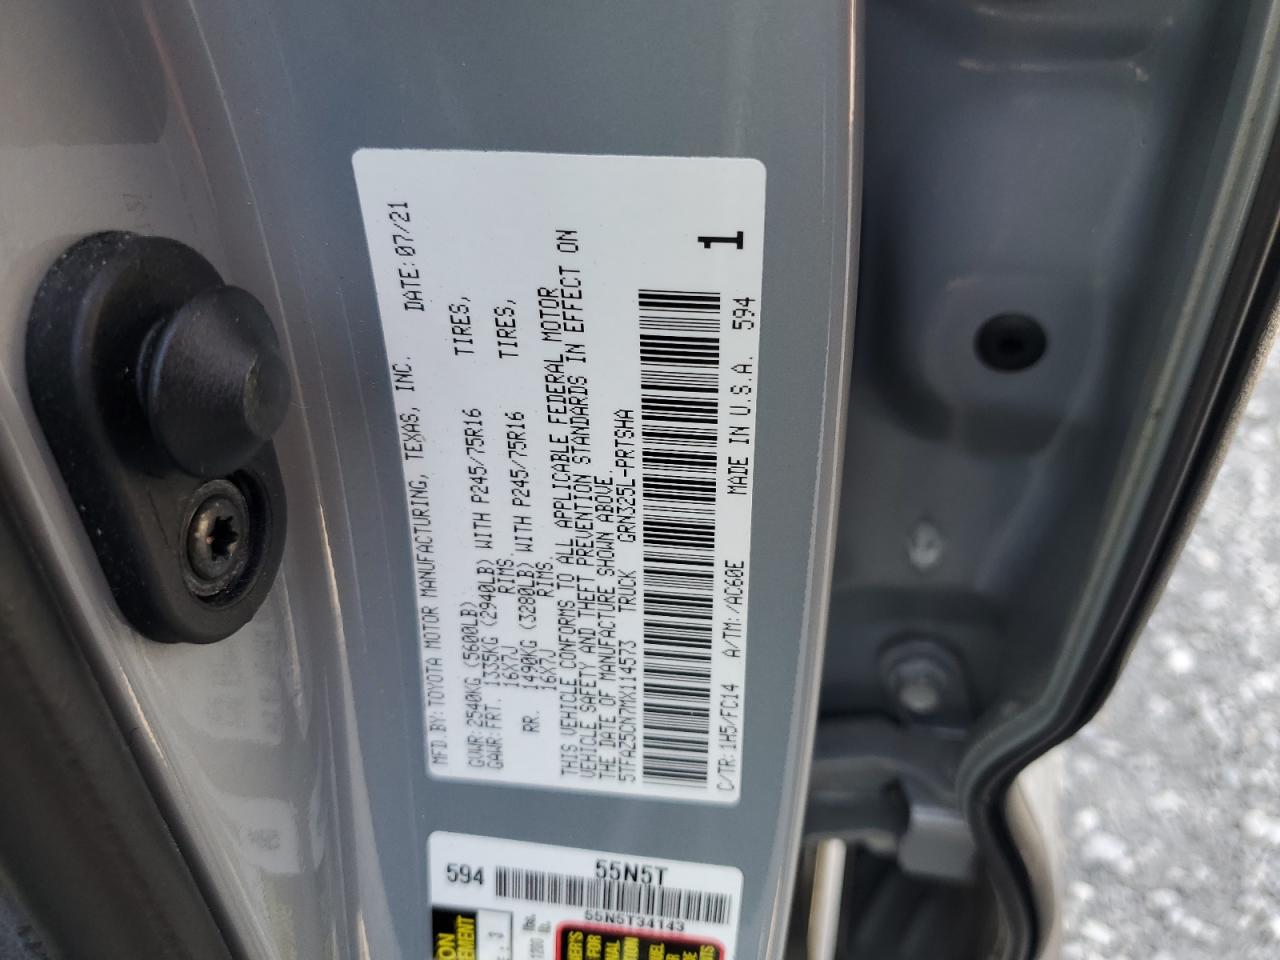 MFD.BY:TOYOTA MOTOR MANUFACTURING, TEXAS, INC. DATE:07/21
GVWR:2540KG (5600LB)
GAWR:FRT. 1335KG (2940LB) WITH P245/75R16 TIRES,
16X7J RIMS,
RR. 1490KG (3280LB) WITH P245/75R16 TIRES,
16X7J RIMS.
THIS VEHICLE CONFORMS TO ALL APPLICABLE FEDERAL MOTOR
VEHICLE SAFETY AND THEFT PREVENTION STANDARDS IN EFFECT ON
THE DATE OF MANUFACTURE SHOWN ABOVE.
5TFAZ5CN7MX114573 TRUCK GRN325L-PRTSHA
1
C/TR:1H5/FC14 A/TM:/AC60E MADE IN U.S.A. 594
594 55N5T
55N5T34143